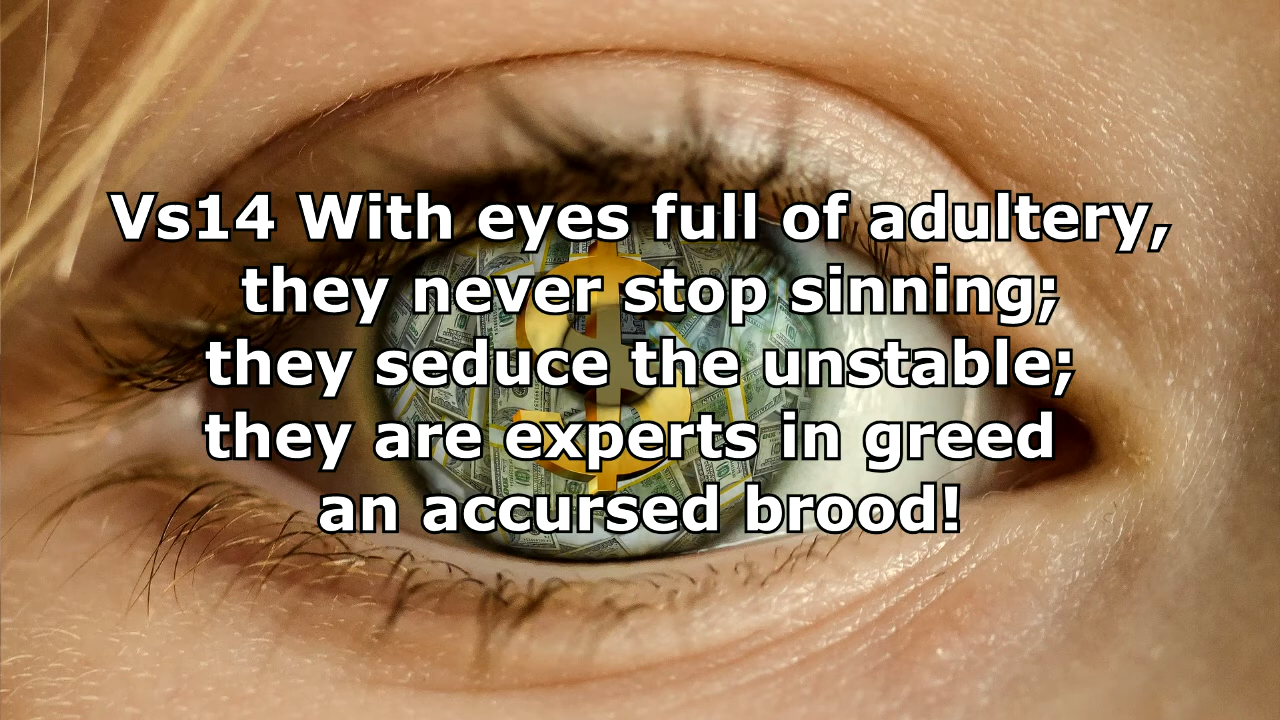 Vs14 With eyes full of adultery,
they never stop sinning;
they seduce the unstable;
they are experts in greed
an accursed brood!